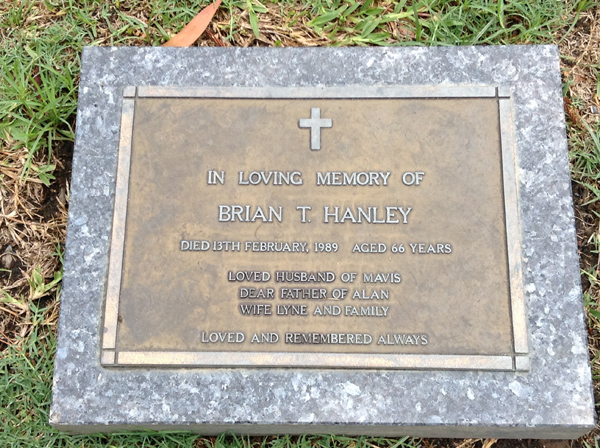 IN LOVING MEMORY OF
BRIAN T. HANLEY
DIED 13TH FEBRUARY, 1989 AGED 66 YEARS
LOVED HUSBAND OF MAVIS
DEAR FATHER OF ALAN
WIFE LYNE AND FAMILY
LOVED AND REMEMBERED ALWAYS